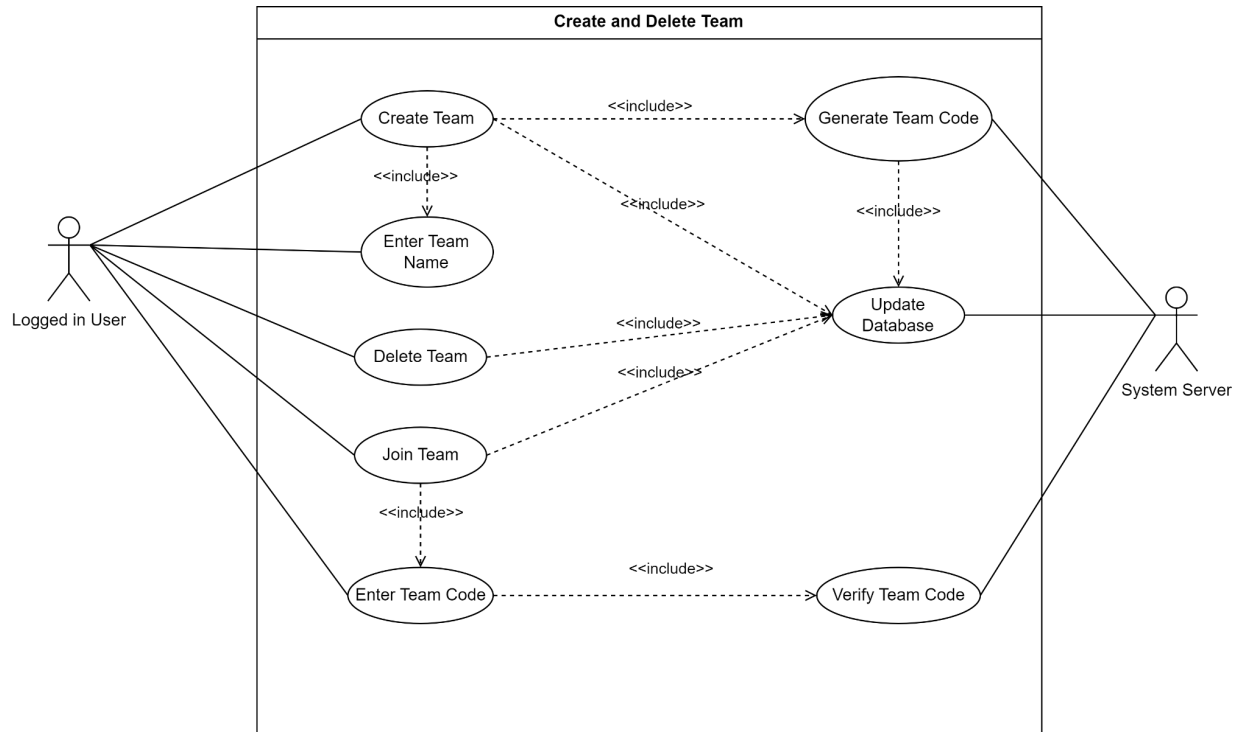 Create and Delete Team
Create Team
<<include>>
Generate Team Code
<<include>>
<<include>>
<<include>>
Enter Team
Name
Logged in User
Update
Database
<<include>>
Delete Team
<<include>>
System Server
Join Team
<<include>>
<<include>>
Enter Team Code
Verify Team Code